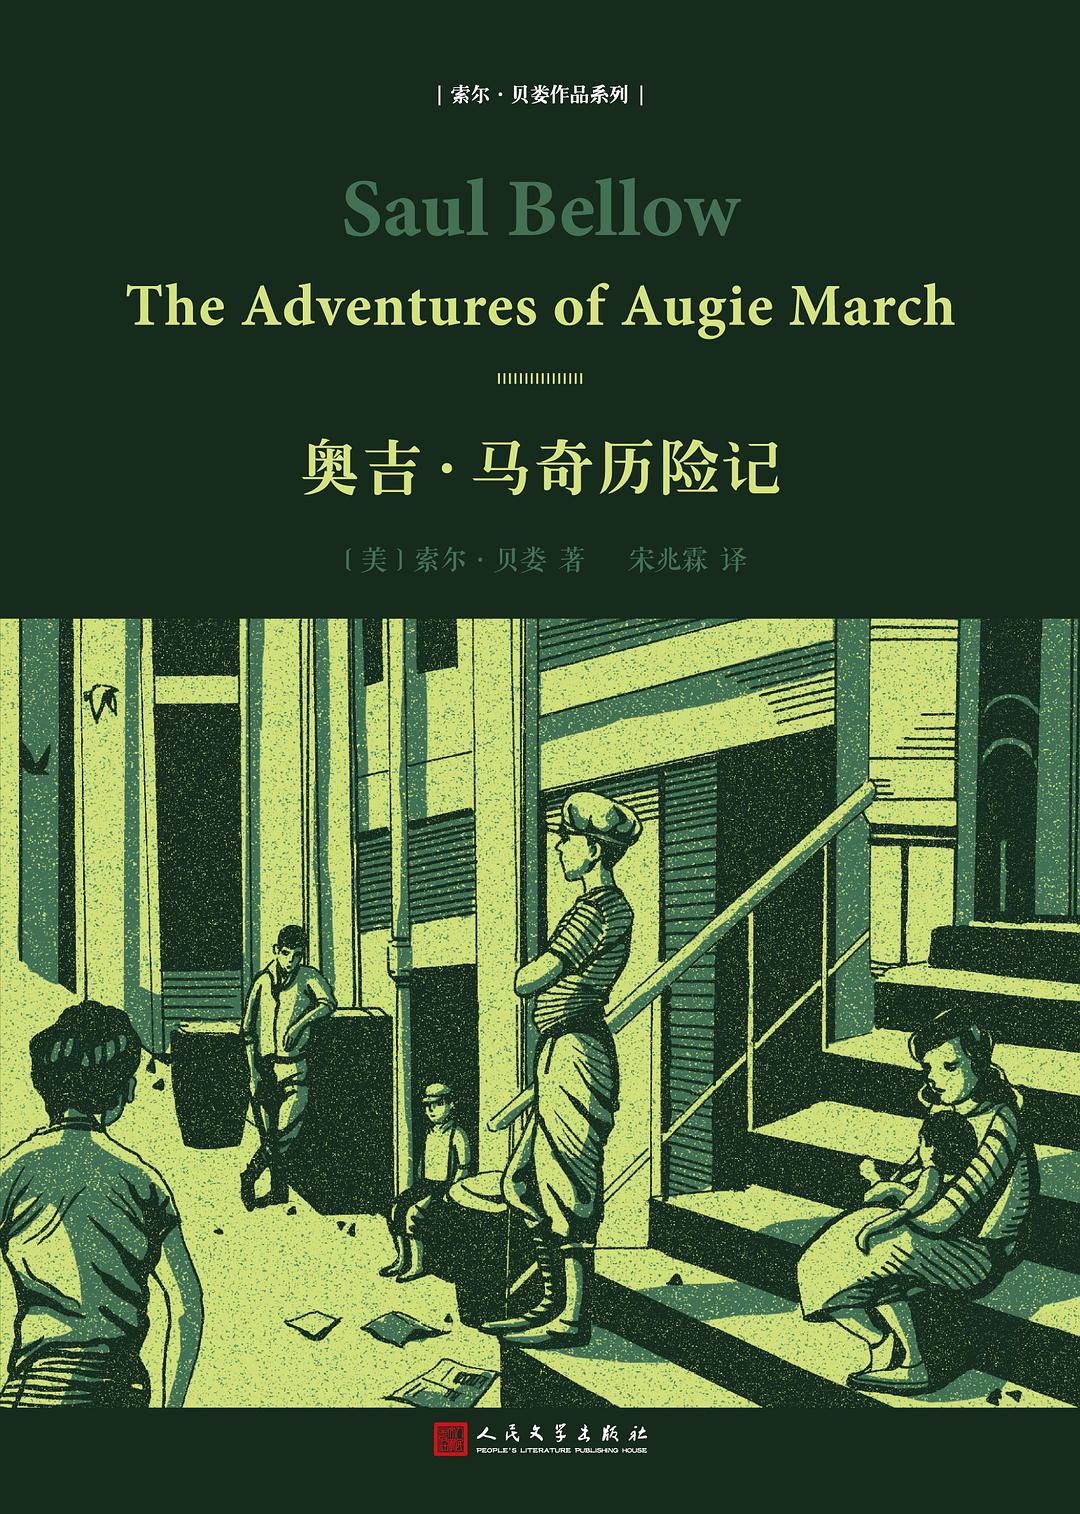 | 索尔·贝娄作品系列 |
Saul Bellow
The Adventures of Augie March
奥吉·马奇历险记
〔美〕索尔·贝娄 著 宋兆霖 译
人民文学出版社
PEOPLE'S LITERATURE PUBLISHING HOUSE